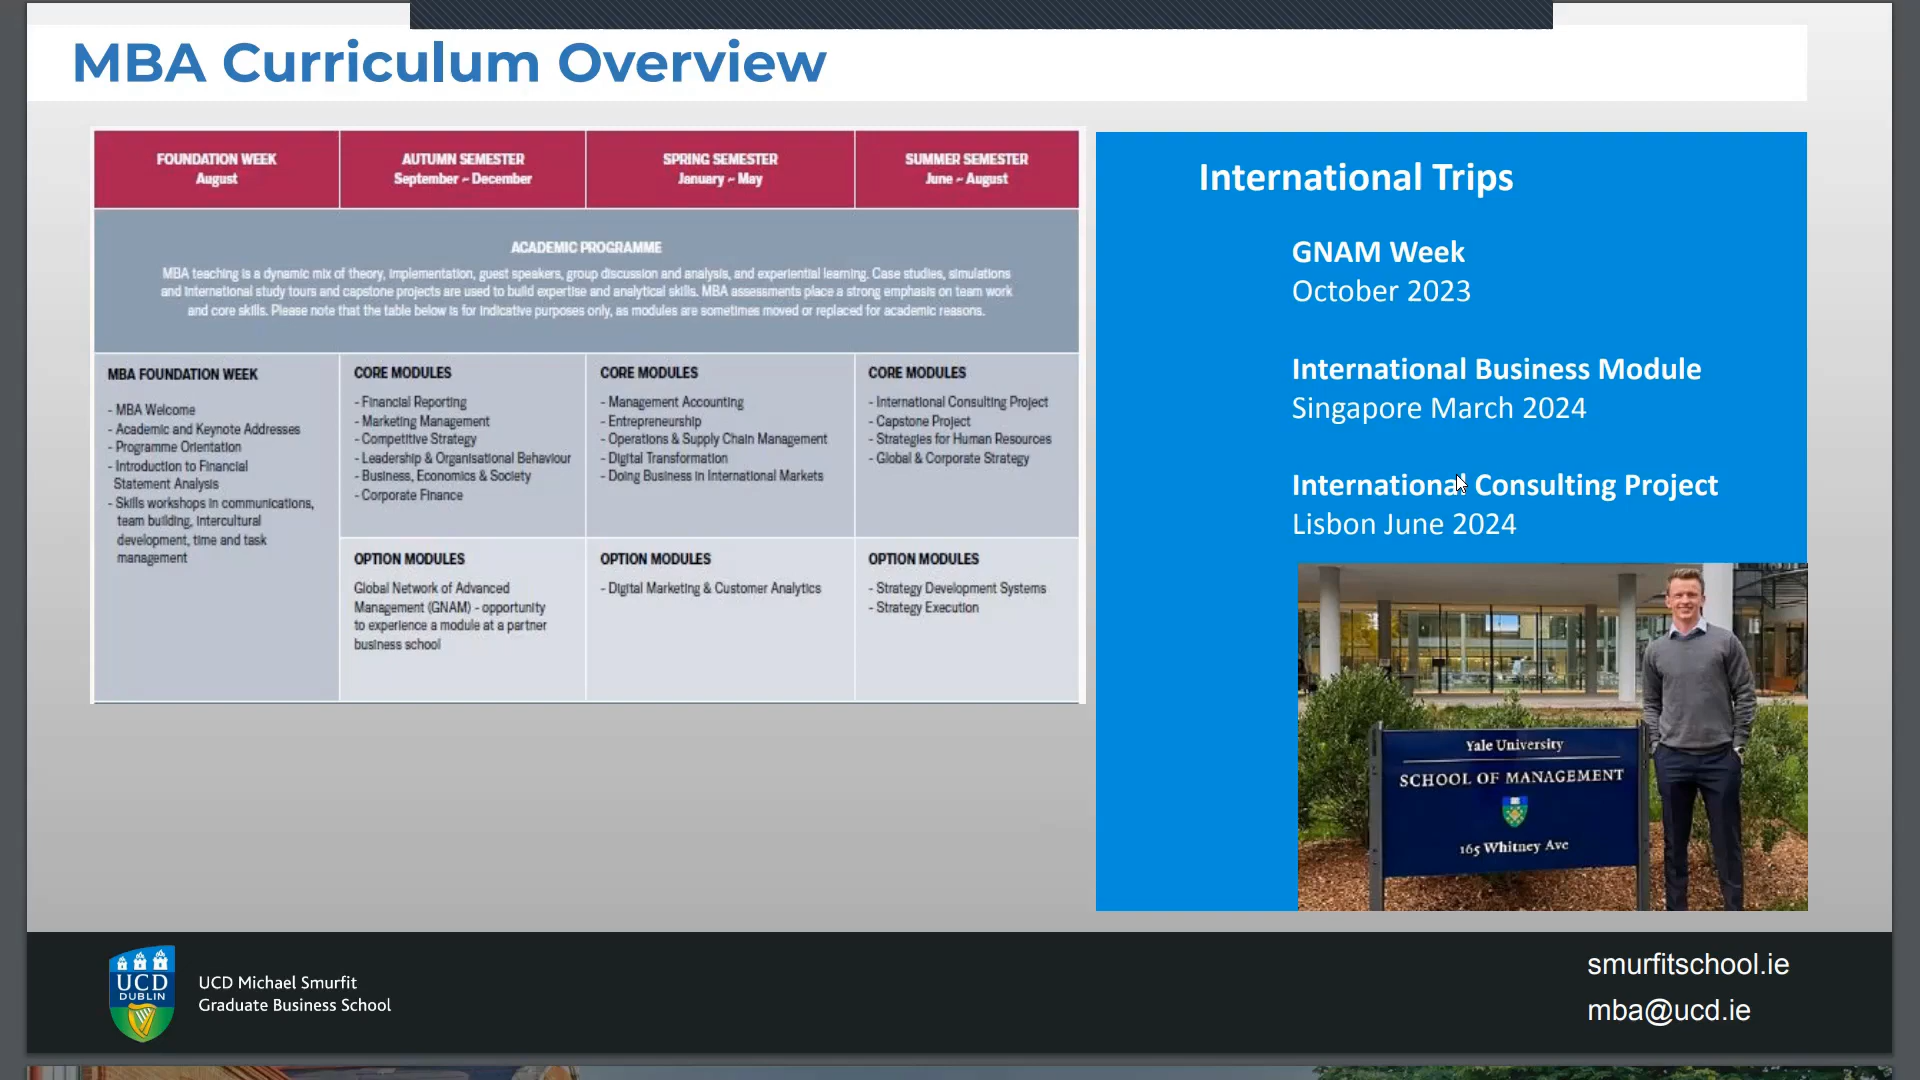 MBA Curriculum Overview
FOUNDATION WEEK
August
AUTUMN SEMESTER
September ~ December
SPRING SEMESTER
January ~ May
SUMMER SEMESTER
June ~ August
ACADEMIC PROGRAMME
MBA teaching is a dynamic mix of theory, implementation, guest speakers, group discussion and analysis, and experiential learning. Case studies, simulations
and international study tours and capstone projects are used to build expertise and analytical skills. MBA assessments place a strong emphasis on team work
and core skills. Please note that the table below is for indicative purposes only, as modules are sometimes moved or replaced for academic reasons.
MBA FOUNDATION WEEK
- MBA Welcome
- Academic and Keynote Addresses
- Programme Orientation
- Introduction to Financial
Statement Analysis
- Skills workshops in communications,
team building, intercultural
development, time and task
management
CORE MODULES
- Financial Reporting
- Marketing Management
- Competitive Strategy
- Leadership & Organisational Behaviour
- Business, Economics & Society
- Corporate Finance
OPTION MODULES
Global Network of Advanced
Management (GNAM) - opportunity
to experience a module at a partner
business school
CORE MODULES
- Management Accounting
- Entrepreneurship
- Operations & Supply Chain Management
- Digital Transformation
- Doing Business in International Markets
OPTION MODULES
- Digital Marketing & Customer Analytics
CORE MODULES
- International Consulting Project
- Capstone Project
- Strategies for Human Resources
- Global & Corporate Strategy
OPTION MODULES
- Strategy Development Systems
- Strategy Execution
International Trips
GNAM Week
October 2023
International Business Module
Singapore March 2024
International Consulting Project
Lisbon June 2024
Yale University
SCHOOL OF MANAGEMENT
165 Whitney Ave
UCD
DUBLIN
UCD Michael Smurfit
Graduate Business School
smurfitschool.ie
mba@ucd.ie